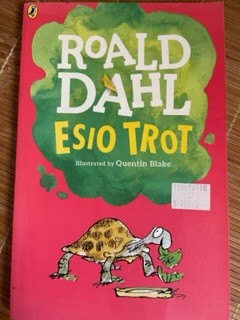 ROALD
DAHL
ESIO TROT
Illustrated by Quentin Blake